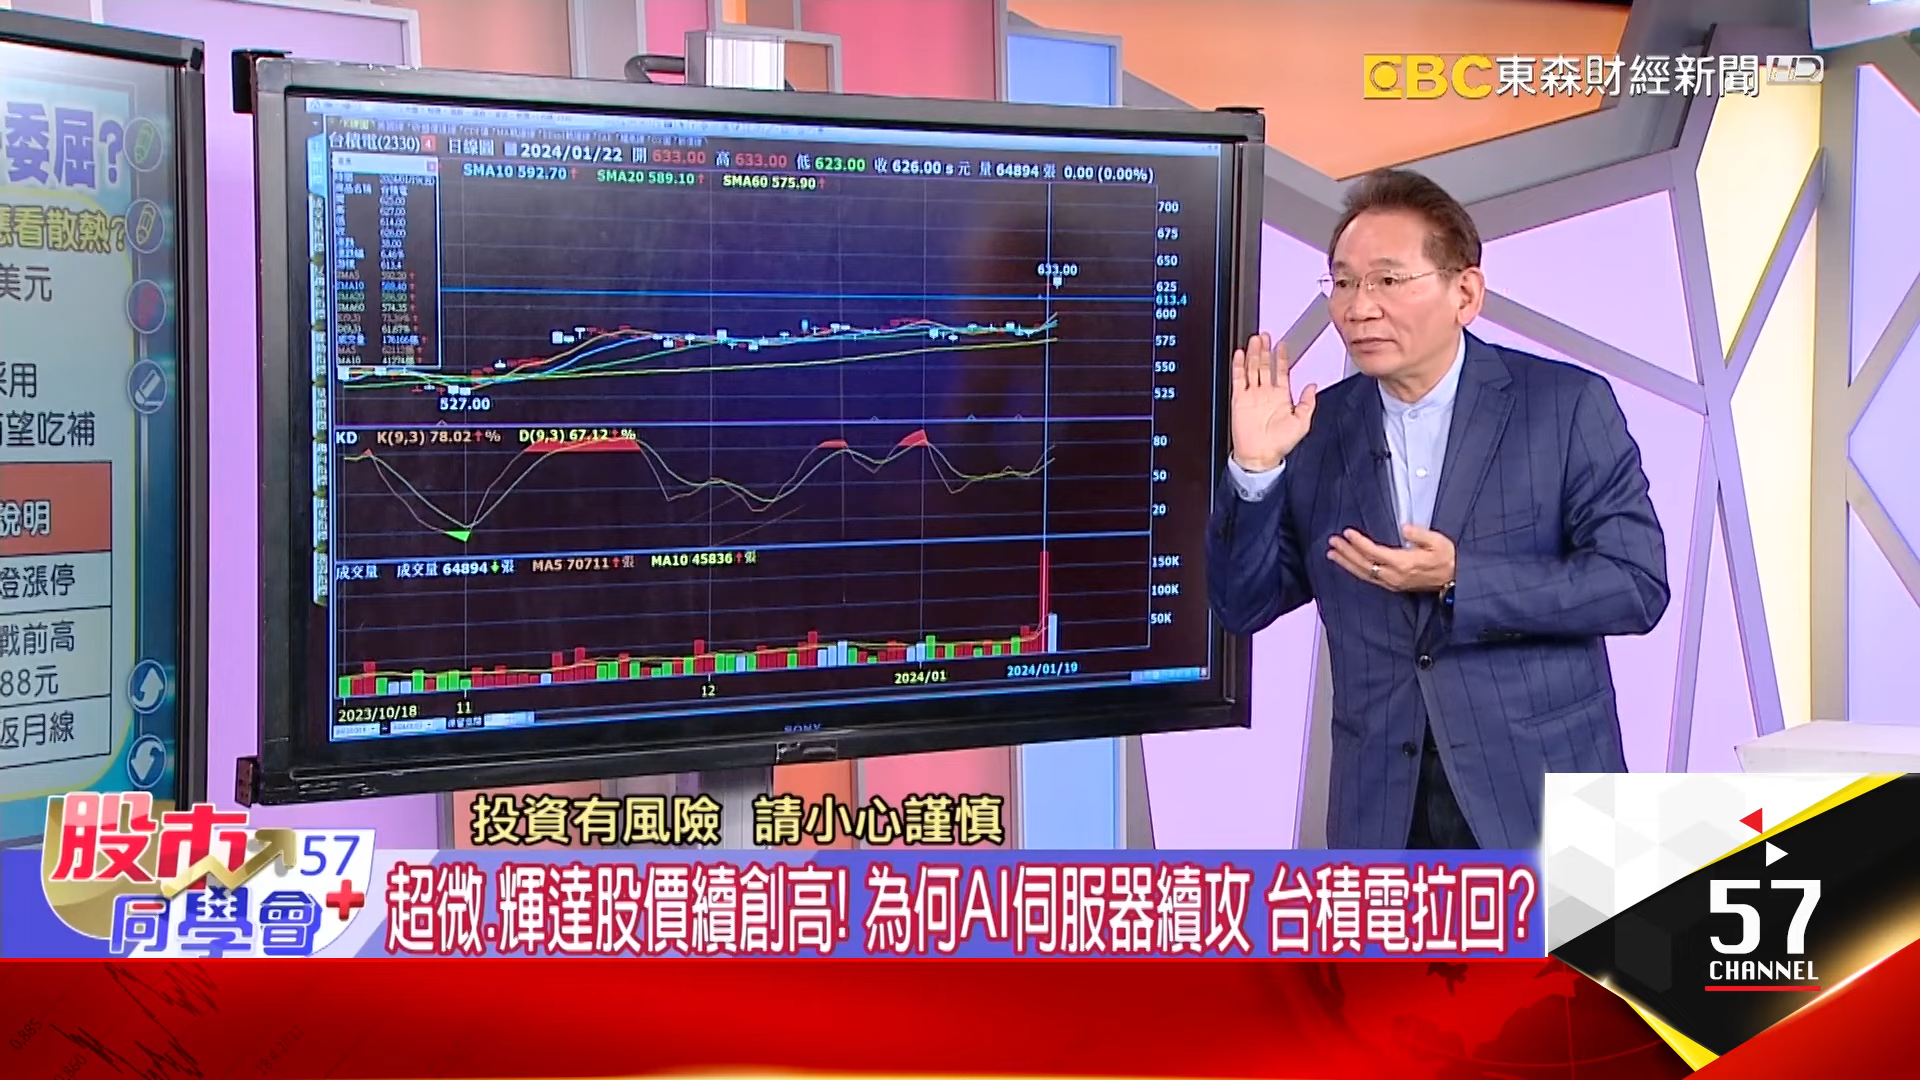 EBC 東森財經新聞 HD
委屈?
應看散熱?
美元
採用
有望吃補
說明
燈漲停
戰前高
88元
返月線
台積電(2330) 日線圖 2024/01/22 開 633.00 高 633.00 低 623.00 收 626.00 s 元 量 64894 張 0.00 (0.00%)
SMA10 592.70↑ SMA20 589.10↑ SMA60 575.90↑
700
675
650
633.00
625
613.4
600
575
550
525
527.00
KD K(9,3) 78.02↑% D(9,3) 67.12↑%
80
50
20
成交量 成交量 64894↓張 MA5 70711↑張 MA10 45836↑張
150K
100K
50K
2023/10/18 11 12 2024/01 2024/01/19
SONY
投資有風險 請小心謹慎
股市同學會 57+
超微.輝達股價續創高! 為何AI伺服器續攻 台積電拉回?
57
CHANNEL